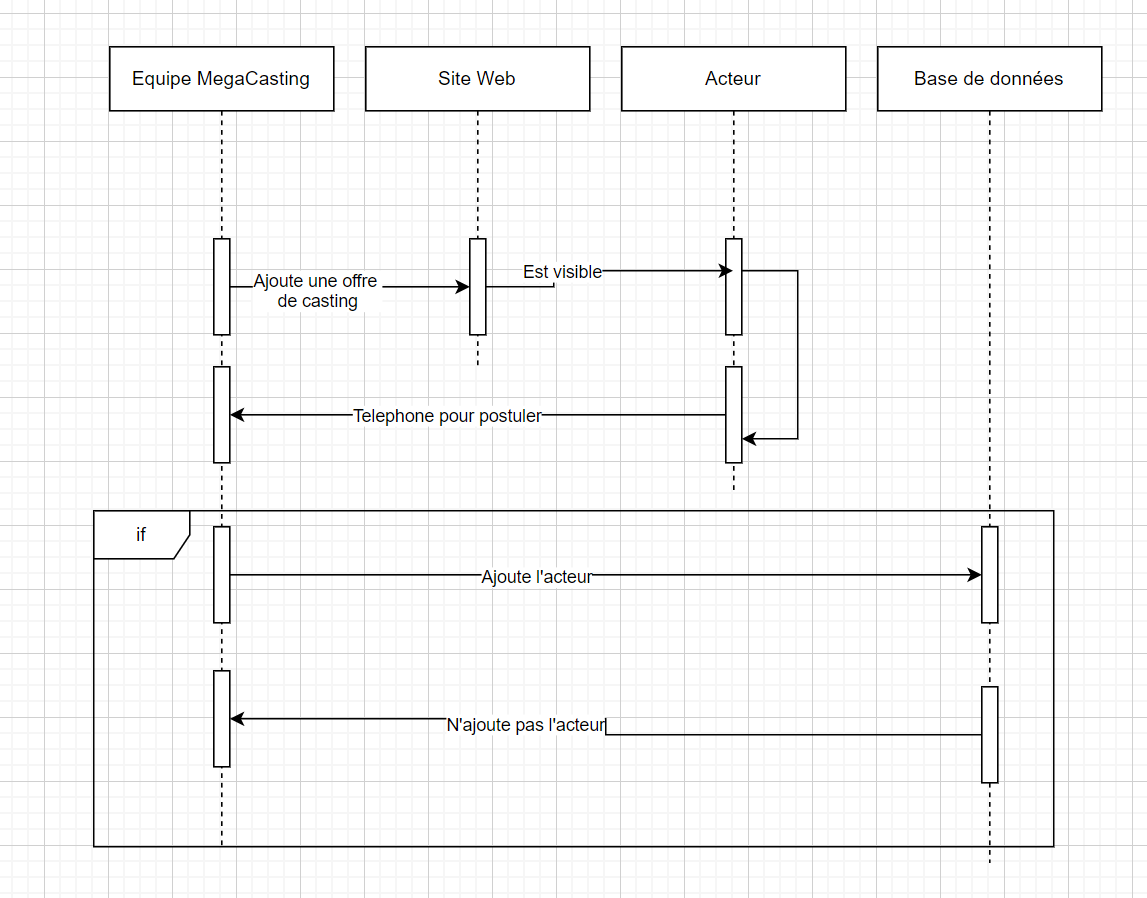 Equipe MegaCasting
Site Web
Acteur
Base de données
Est visible
Ajoute une offre
de casting
Telephone pour postuler
if
Ajoute l'acteur
N'ajoute pas l'acteur